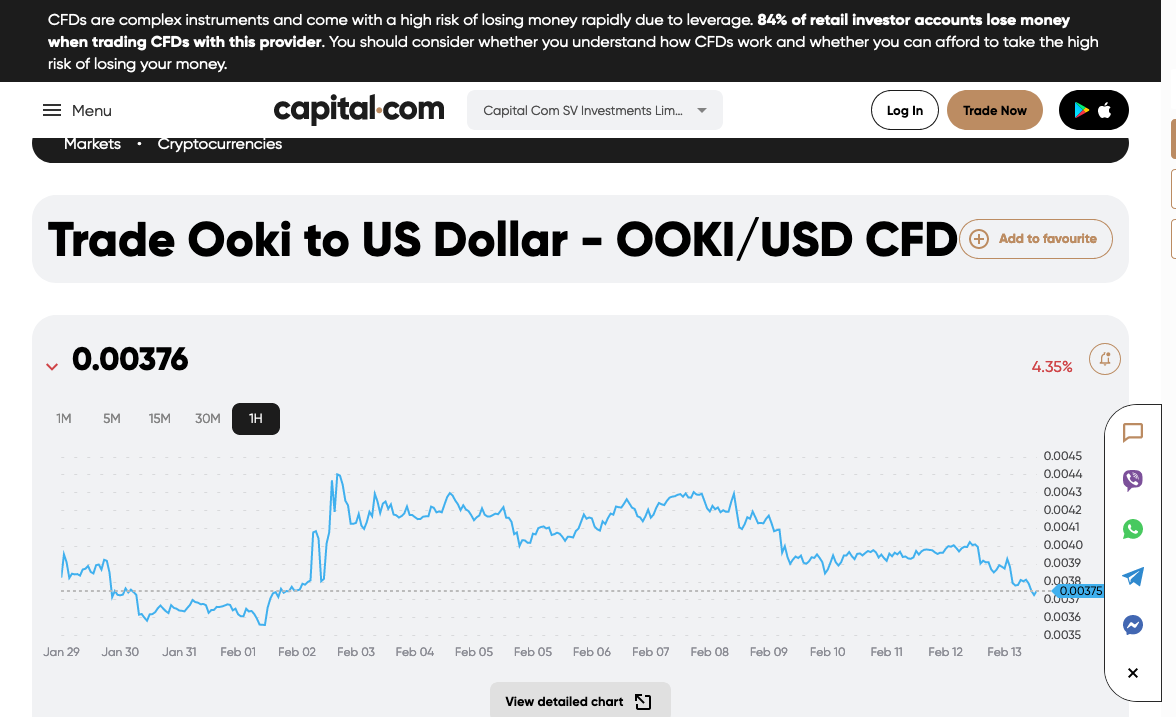 CFDs are complex instruments and come with a high risk of losing money rapidly due to leverage. 84% of retail investor accounts lose money
when trading CFDs with this provider. You should consider whether you understand how CFDs work and whether you can afford to take the high
risk of losing your money.
Menu
capital.com
Capital Com SV Investments Lim...
Log In
Trade Now
Markets • Cryptocurrencies
Trade Ooki to US Dollar - OOKI/USD CFD
Add to favourite
0.00376
4.35%
1M 5M 15M 30M 1H
0.0045
0.0044
0.0043
0.0042
0.0041
0.0040
0.0039
0.0038
0.00375
0.0037
0.0036
0.0035
Jan 29 Jan 30 Jan 31 Feb 01 Feb 02 Feb 03 Feb 04 Feb 05 Feb 05 Feb 06 Feb 07 Feb 08 Feb 09 Feb 10 Feb 11 Feb 12 Feb 13
View detailed chart